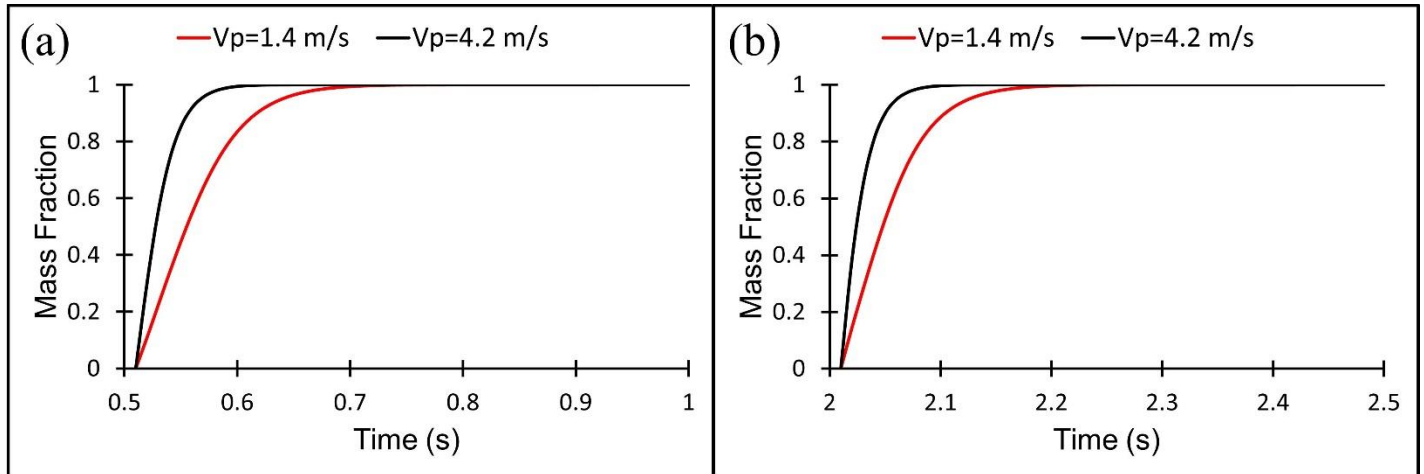 (a)
Vp=1.4 m/s Vp=4.2 m/s
1
0.8
0.6
0.4
0.2
0
Mass Fraction
0.5 0.6 0.7 0.8 0.9 1
Time (s)
(b)
Vp=1.4 m/s Vp=4.2 m/s
1
0.8
0.6
0.4
0.2
0
Mass Fraction
2 2.1 2.2 2.3 2.4 2.5
Time (s)